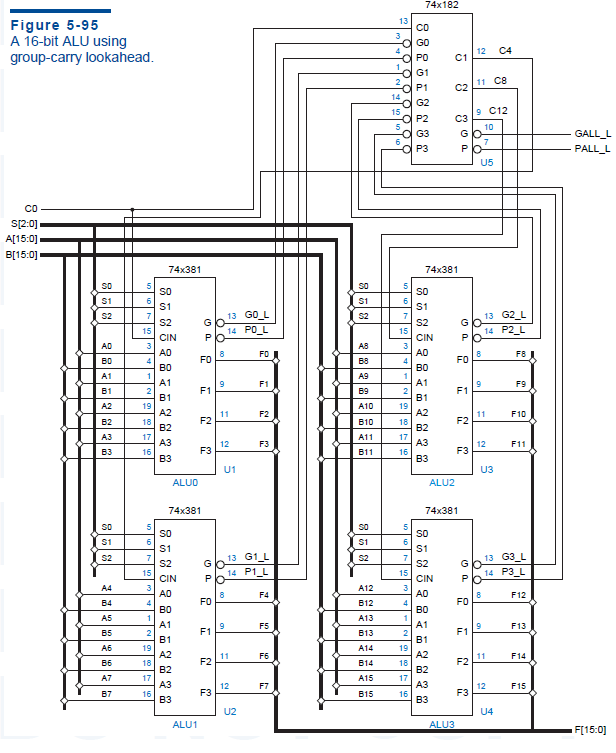 Figure 5-95
A 16-bit ALU using
group-carry lookahead.
74x182
13 C0
3 G0
4 P0
1 G1
2 P1
14 G2
15 P2
5 G3
6 P3
C1 12 C4
C2 11 C8
C3 9 C12
G 10 GALL_L
P 7 PALL_L
U5
C0
S[2:0]
A[15:0]
B[15:0]
74x381
S0 5 S0
S1 6 S1
S2 7 S2
15 CIN
A0 3 A0
B0 4 B0
A1 1 A1
B1 2 B1
A2 19 A2
B2 18 B2
A3 17 A3
B3 16 B3
G 13 G0_L
P 14 P0_L
F0 8 F0
F1 9 F1
F2 11 F2
F3 12 F3
U1
ALU0
74x381
S0 5 S0
S1 6 S1
S2 7 S2
15 CIN
A8 3 A0
B8 4 B0
A9 1 A1
B9 2 B1
A10 19 A2
B10 18 B2
A11 17 A3
B11 16 B3
G 13 G2_L
P 14 P2_L
F0 8 F8
F1 9 F9
F2 11 F10
F3 12 F11
U3
ALU2
74x381
S0 5 S0
S1 6 S1
S2 7 S2
15 CIN
A4 3 A0
B4 4 B0
A5 1 A1
B5 2 B1
A6 19 A2
B6 18 B2
A7 17 A3
B7 16 B3
G 13 G1_L
P 14 P1_L
F0 8 F4
F1 9 F5
F2 11 F6
F3 12 F7
U2
ALU1
74x381
S0 5 S0
S1 6 S1
S2 7 S2
15 CIN
A12 3 A0
B12 4 B0
A13 1 A1
B13 2 B1
A14 19 A2
B14 18 B2
A15 17 A3
B15 16 B3
G 13 G3_L
P 14 P3_L
F0 8 F12
F1 9 F13
F2 11 F14
F3 12 F15
U4
ALU3
F[15:0]